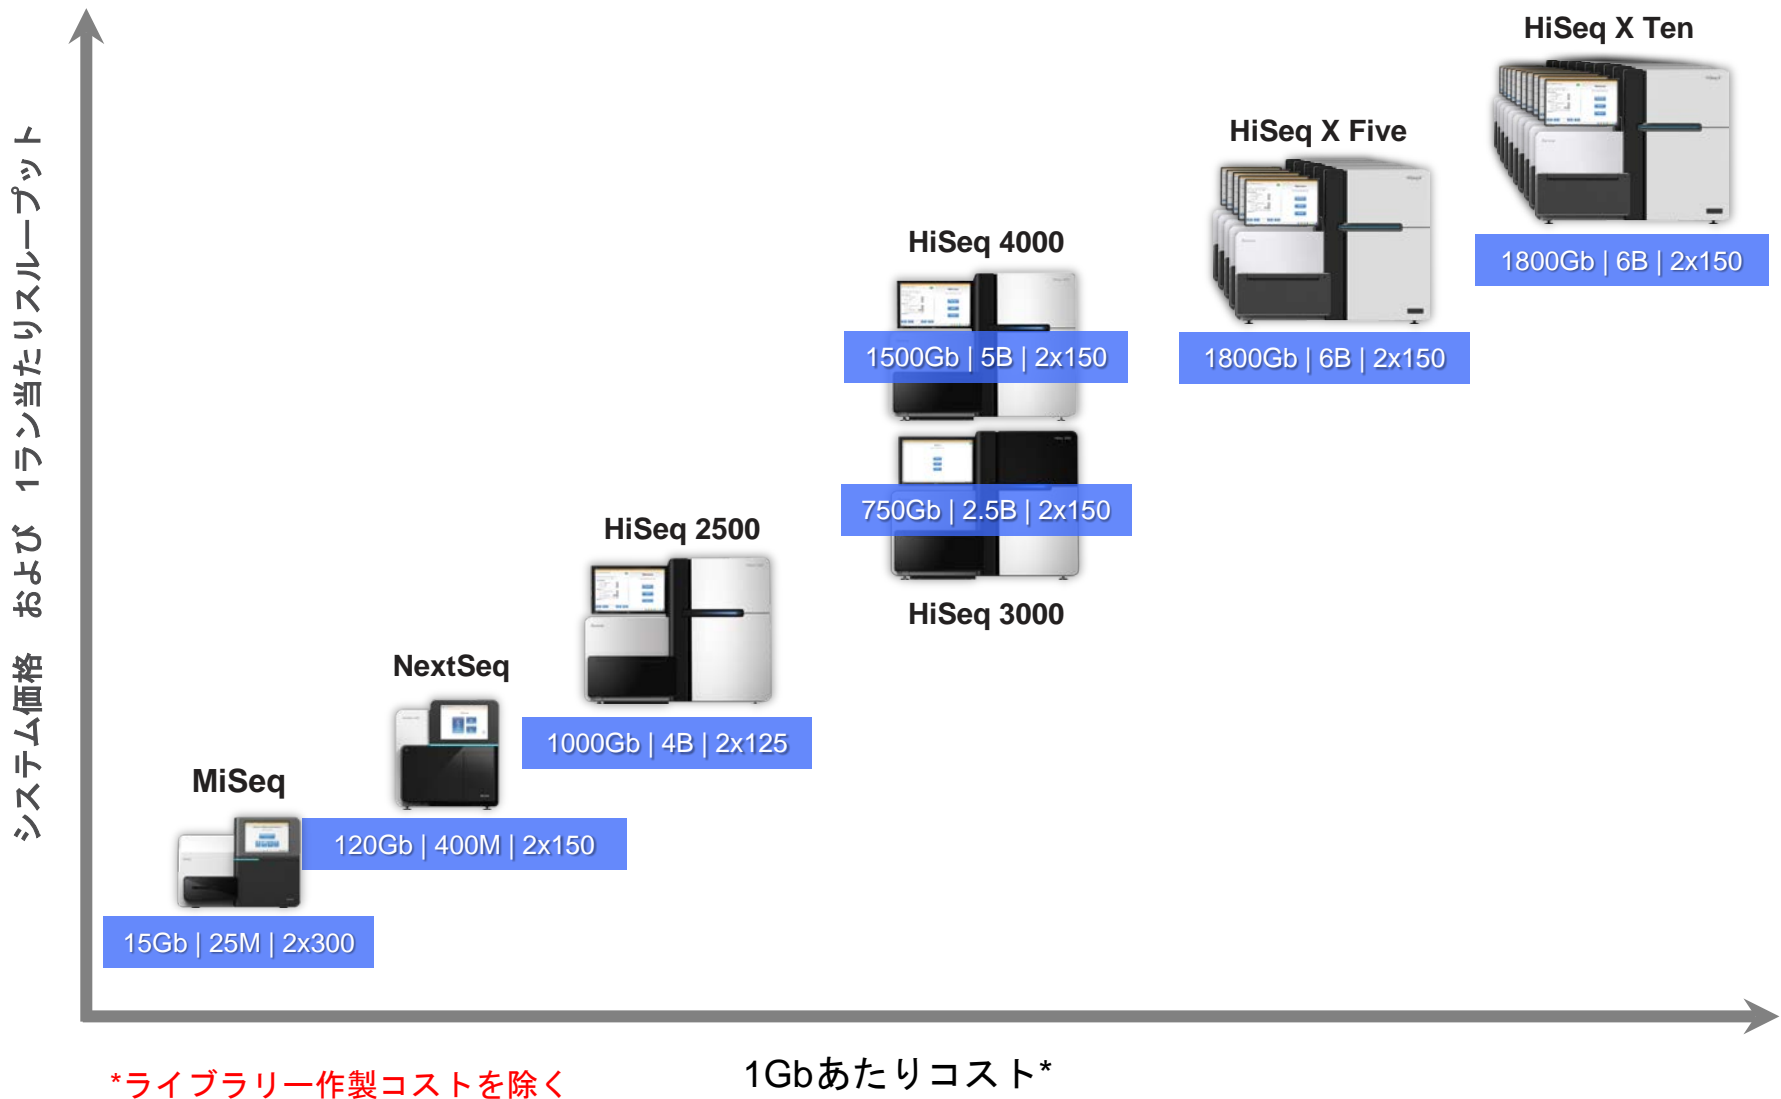 HiSeq X Ten
1800Gb | 6B | 2x150
HiSeq X Five
1800Gb | 6B | 2x150
HiSeq 4000
1500Gb | 5B | 2x150
750Gb | 2.5B | 2x150
HiSeq 3000
HiSeq 2500
1000Gb | 4B | 2x125
NextSeq
120Gb | 400M | 2x150
MiSeq
15Gb | 25M | 2x300
システム価格 および 1ラン当たりスループット
1Gbあたりコスト*
*ライブラリー作製コストを除く